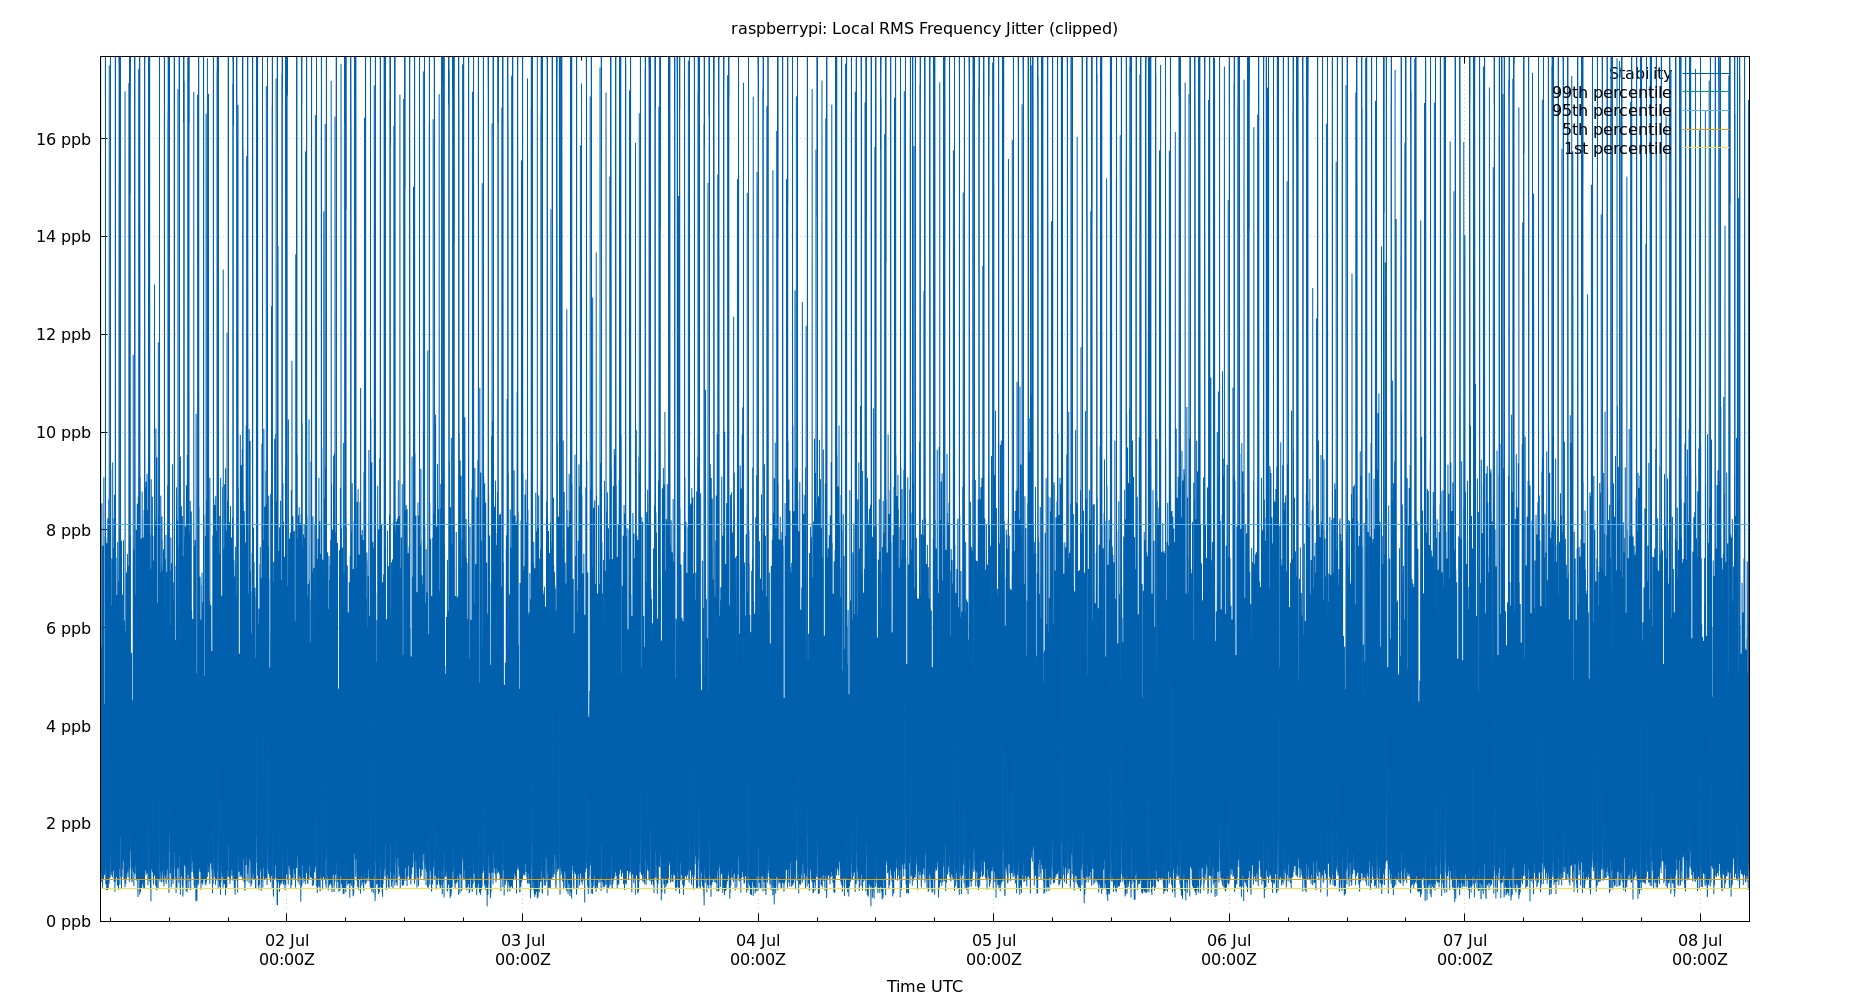 raspberrypi: Local RMS Frequency Jitter (clipped)
Stability
99th percentile
95th percentile
5th percentile
1st percentile
16 ppb
14 ppb
12 ppb
10 ppb
8 ppb
6 ppb
4 ppb
2 ppb
0 ppb
02 Jul 03 Jul 04 Jul 05 Jul 06 Jul 07 Jul 08 Jul
00:00Z 00:00Z 00:00Z 00:00Z 00:00Z 00:00Z 00:00Z
Time UTC